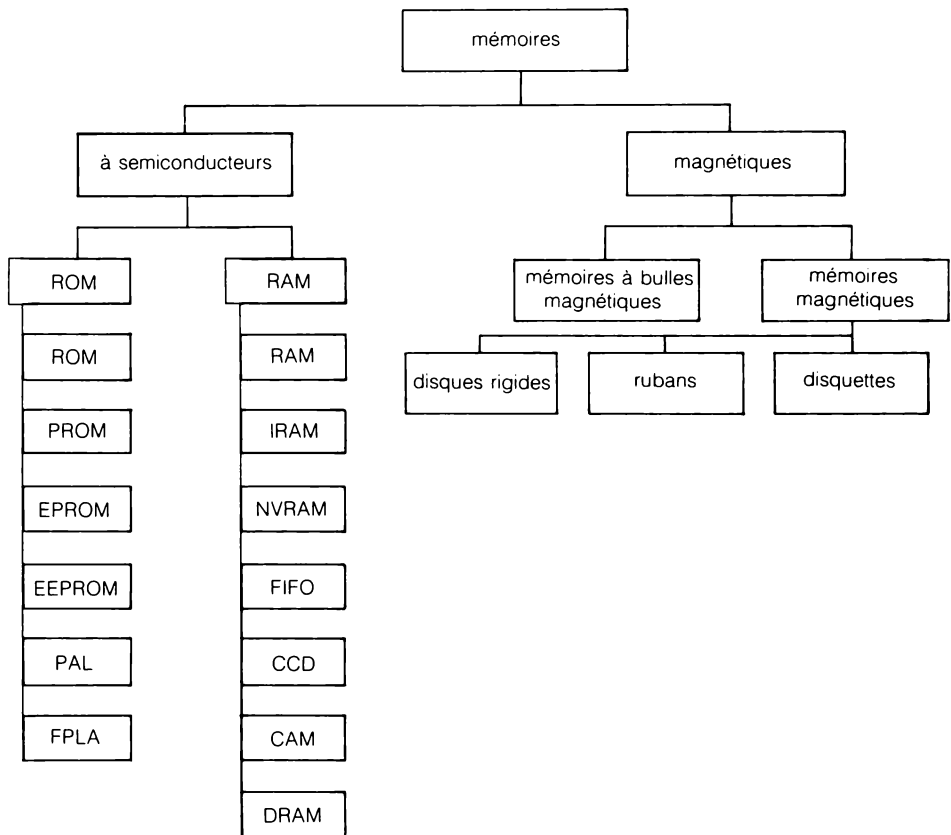 mémoires
à semiconducteurs
magnétiques
ROM
RAM
mémoires à bulles
magnétiques
mémoires
magnétiques
ROM
RAM
disques rigides
rubans
disquettes
PROM
IRAM
EPROM
NVRAM
EEPROM
FIFO
PAL
CCD
FPLA
CAM
DRAM